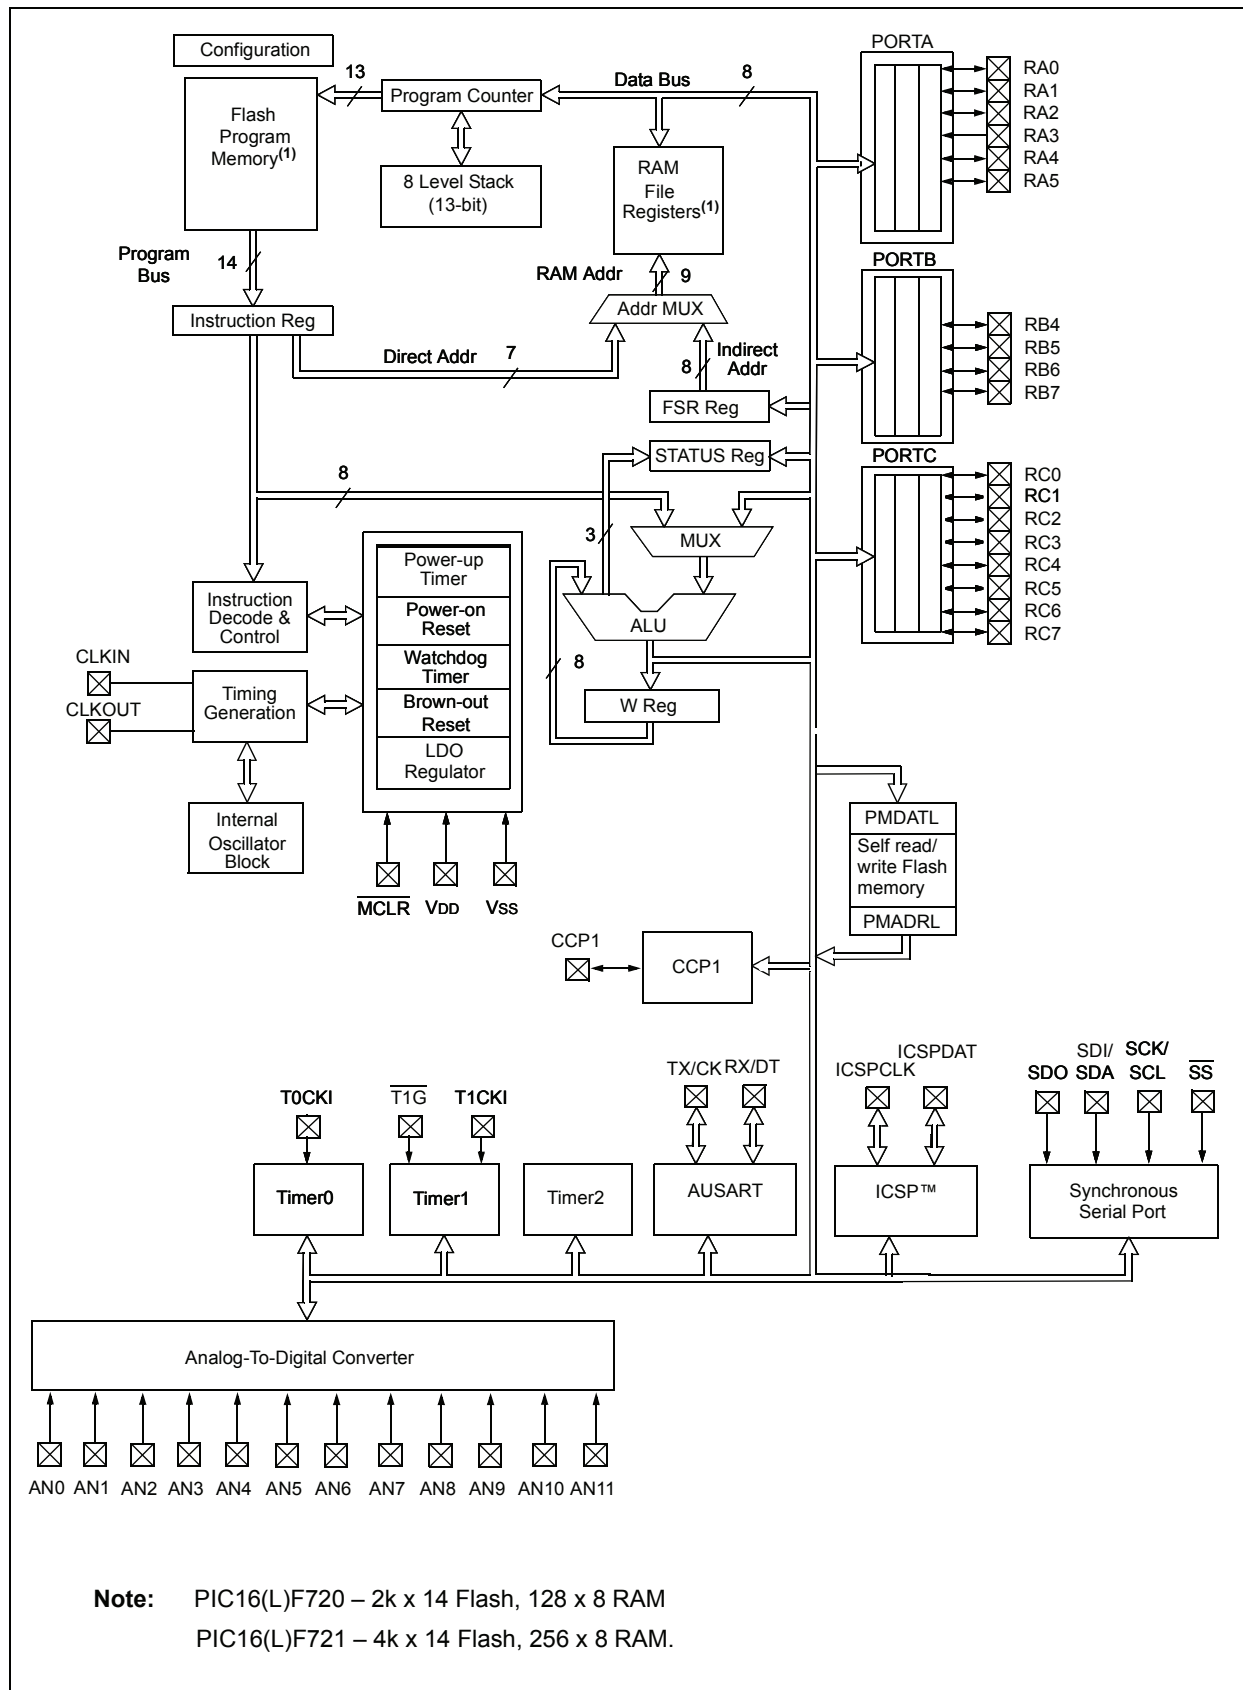 Configuration
PORTA
13
Data Bus
8
Program Counter
Flash
Program
Memory(1)
8 Level Stack
(13-bit)
RAM
File
Registers(1)
RA0
RA1
RA2
RA3
RA4
RA5
Program
Bus
14
RAM Addr
9
PORTB
Instruction Reg
Addr MUX
Direct Addr
7
8
Indirect
Addr
RB4
RB5
RB6
RB7
FSR Reg
STATUS Reg
PORTC
8
3
MUX
RC0
RC1
RC2
RC3
RC4
RC5
RC6
RC7
Power-up
Timer
Power-on
Reset
Watchdog
Timer
Brown-out
Reset
LDO
Regulator
Instruction
Decode &
Control
ALU
8
W Reg
CLKIN
CLKOUT
Timing
Generation
Internal
Oscillator
Block
MCLR
VDD
VSS
PMDATL
Self read/
write Flash
memory
PMADRL
CCP1
CCP1
T0CKI
T1G
T1CKI
TX/CK
RX/DT
ICSPCLK
ICSPDAT
SDO
SDI/
SDA
SCK/
SCL
SS
Timer0
Timer1
Timer2
AUSART
ICSP™
Synchronous
Serial Port
Analog-To-Digital Converter
AN0
AN1
AN2
AN3
AN4
AN5
AN6
AN7
AN8
AN9
AN10
AN11
Note: PIC16(L)F720 – 2k x 14 Flash, 128 x 8 RAM
PIC16(L)F721 – 4k x 14 Flash, 256 x 8 RAM.